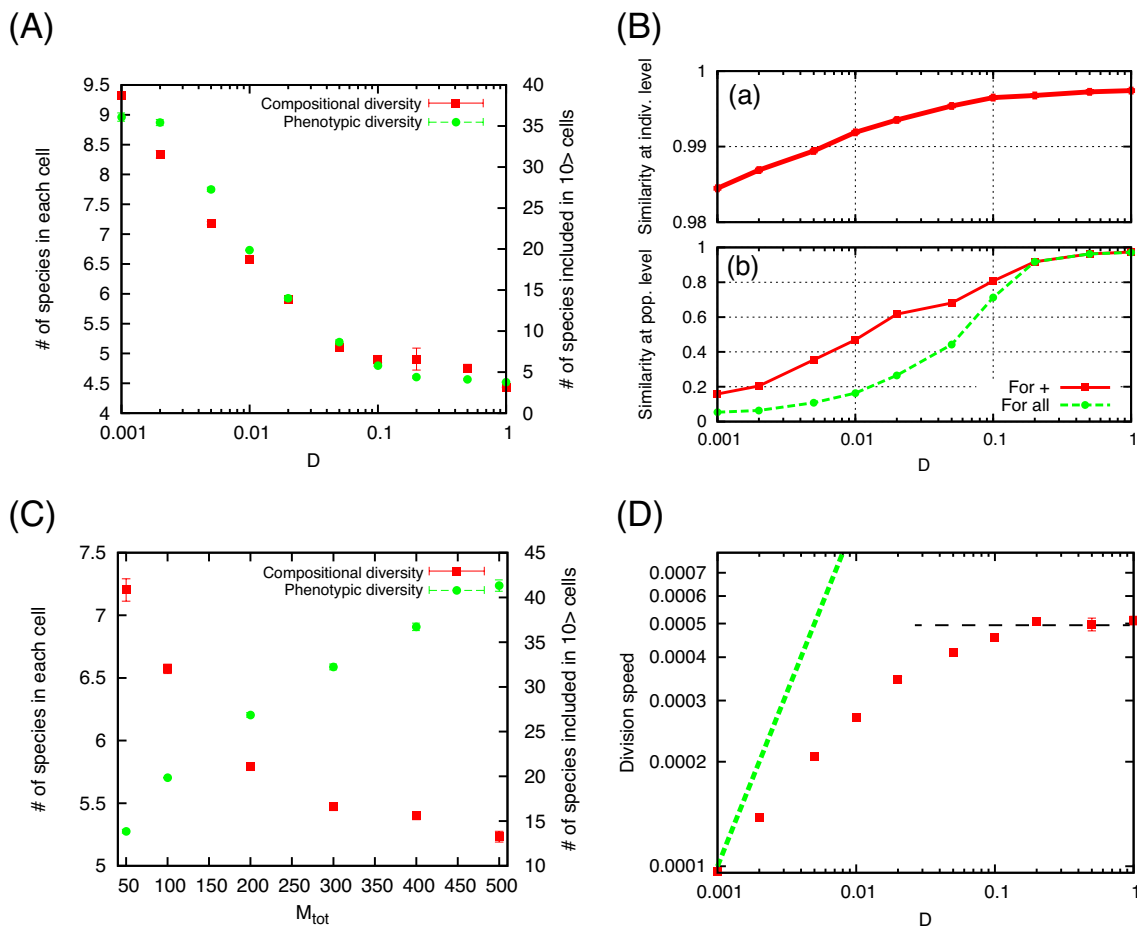 (A)
# of species in each cell
9.5
9
8.5
8
7.5
7
6.5
6
5.5
5
4.5
4
Compositional diversity
Phenotypic diversity
40
35
30
25
20
15
10
5
0
# of species included in 10> cells
0.001 0.01 0.1 1
D
(B)
Similarity at indiv. level
1
0.99
0.98
(a)
Similarity at pop. level
1
0.8
0.6
0.4
0.2
0
(b)
For +
For all
0.001 0.01 0.1 1
D
(C)
# of species in each cell
7.5
7
6.5
6
5.5
5
Compositional diversity
Phenotypic diversity
45
40
35
30
25
20
15
10
# of species included in 10> cells
50 100 150 200 250 300 350 400 450 500
Mtot
(D)
Division speed
0.0007
0.0006
0.0005
0.0004
0.0003
0.0002
0.0001
0.001 0.01 0.1 1
D